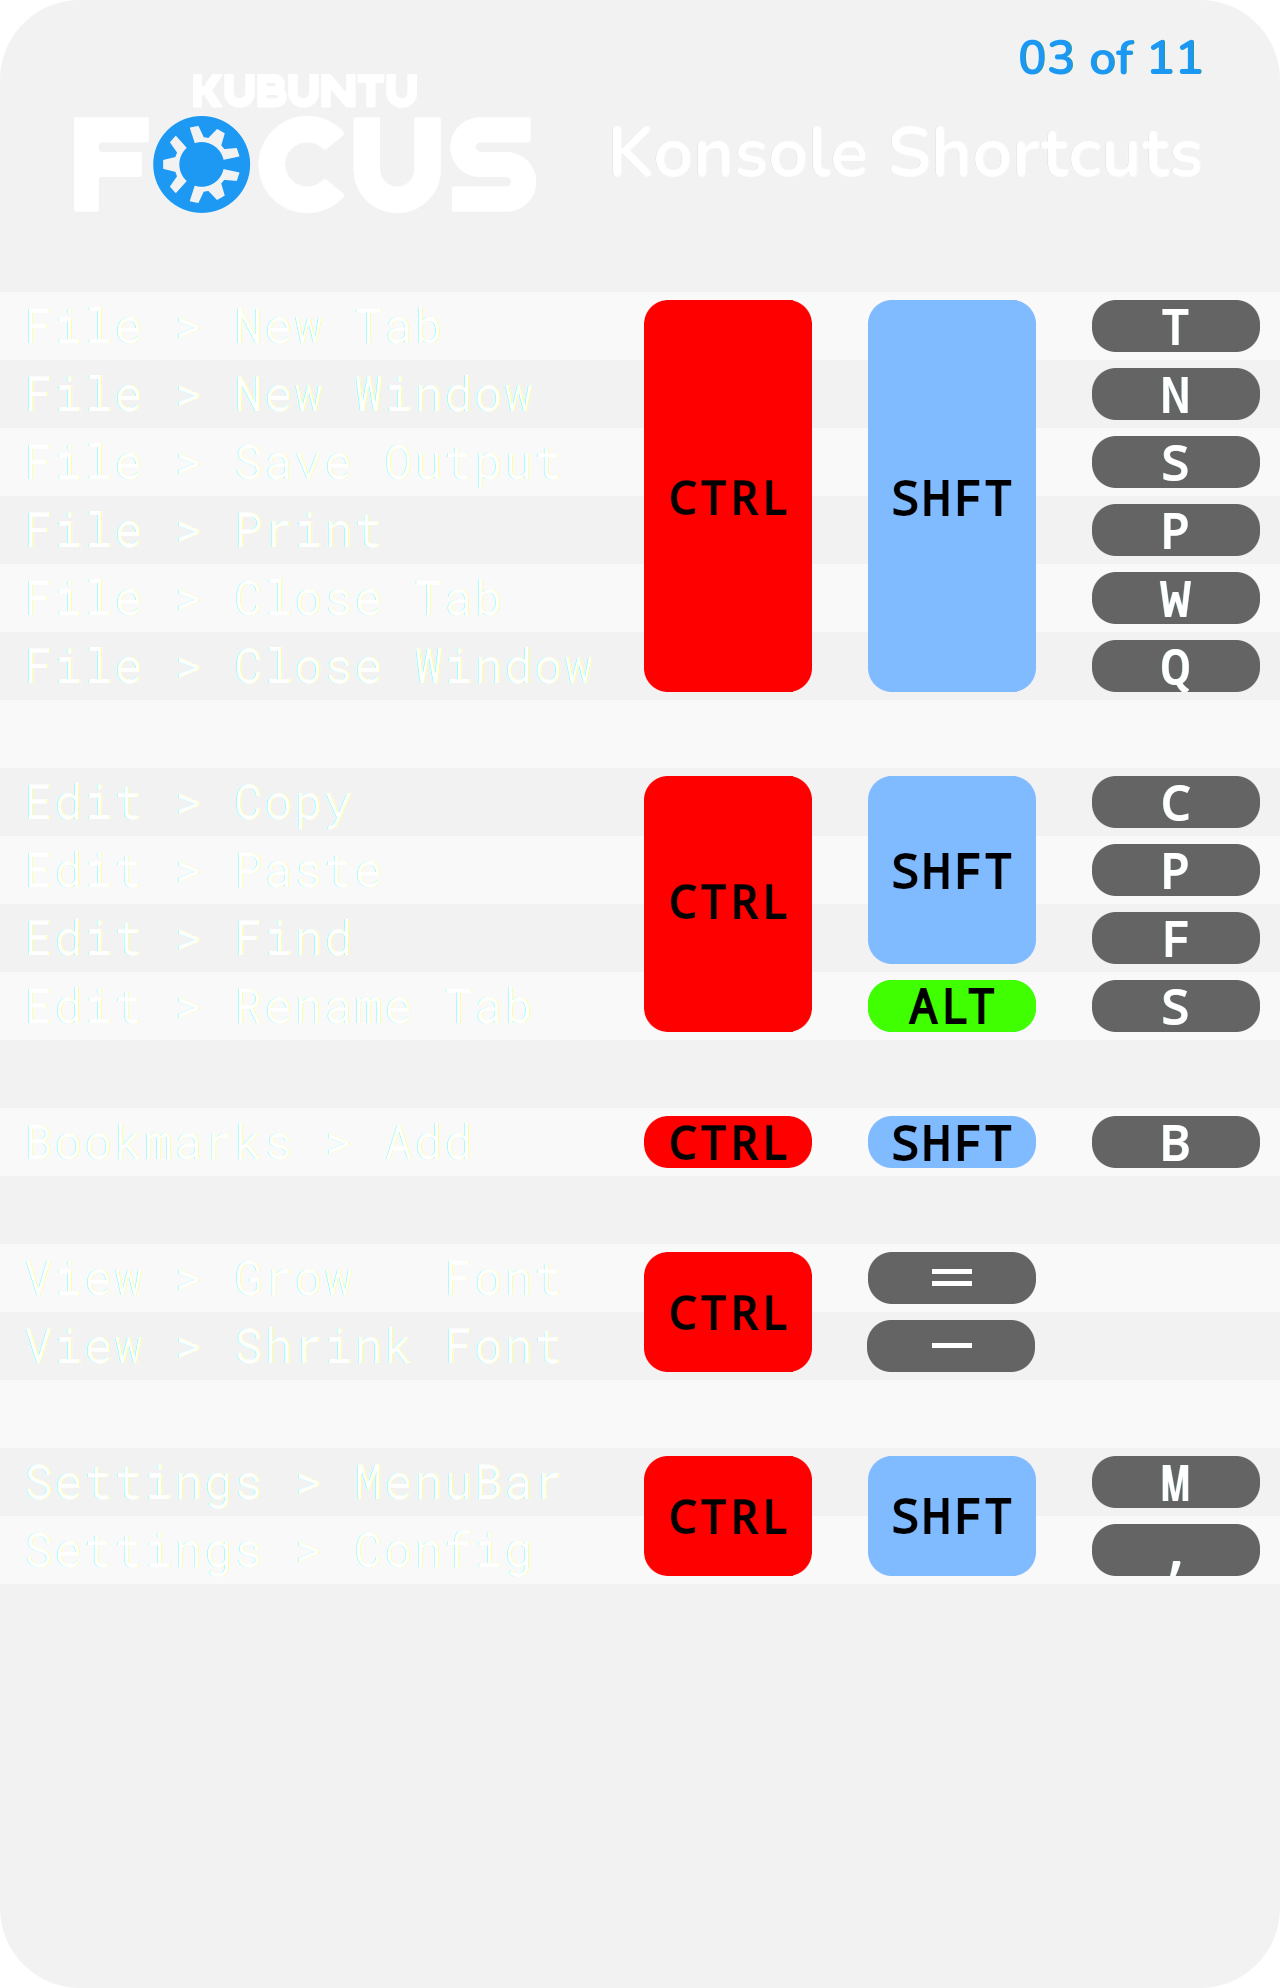 03 of 11
KUBUNTU
FOCUS
Konsole Shortcuts
File > New Tab CTRL SHFT T
File > New Window N
File > Save Output S
File > Print P
File > Close Tab W
File > Close Window Q
Edit > Copy CTRL SHFT C
Edit > Paste P
Edit > Find F
Edit > Rename Tab ALT S
Bookmarks > Add CTRL SHFT B
View > Grow Font CTRL =
View > Shrink Font –
Settings > MenuBar CTRL SHFT M
Settings > Config ,